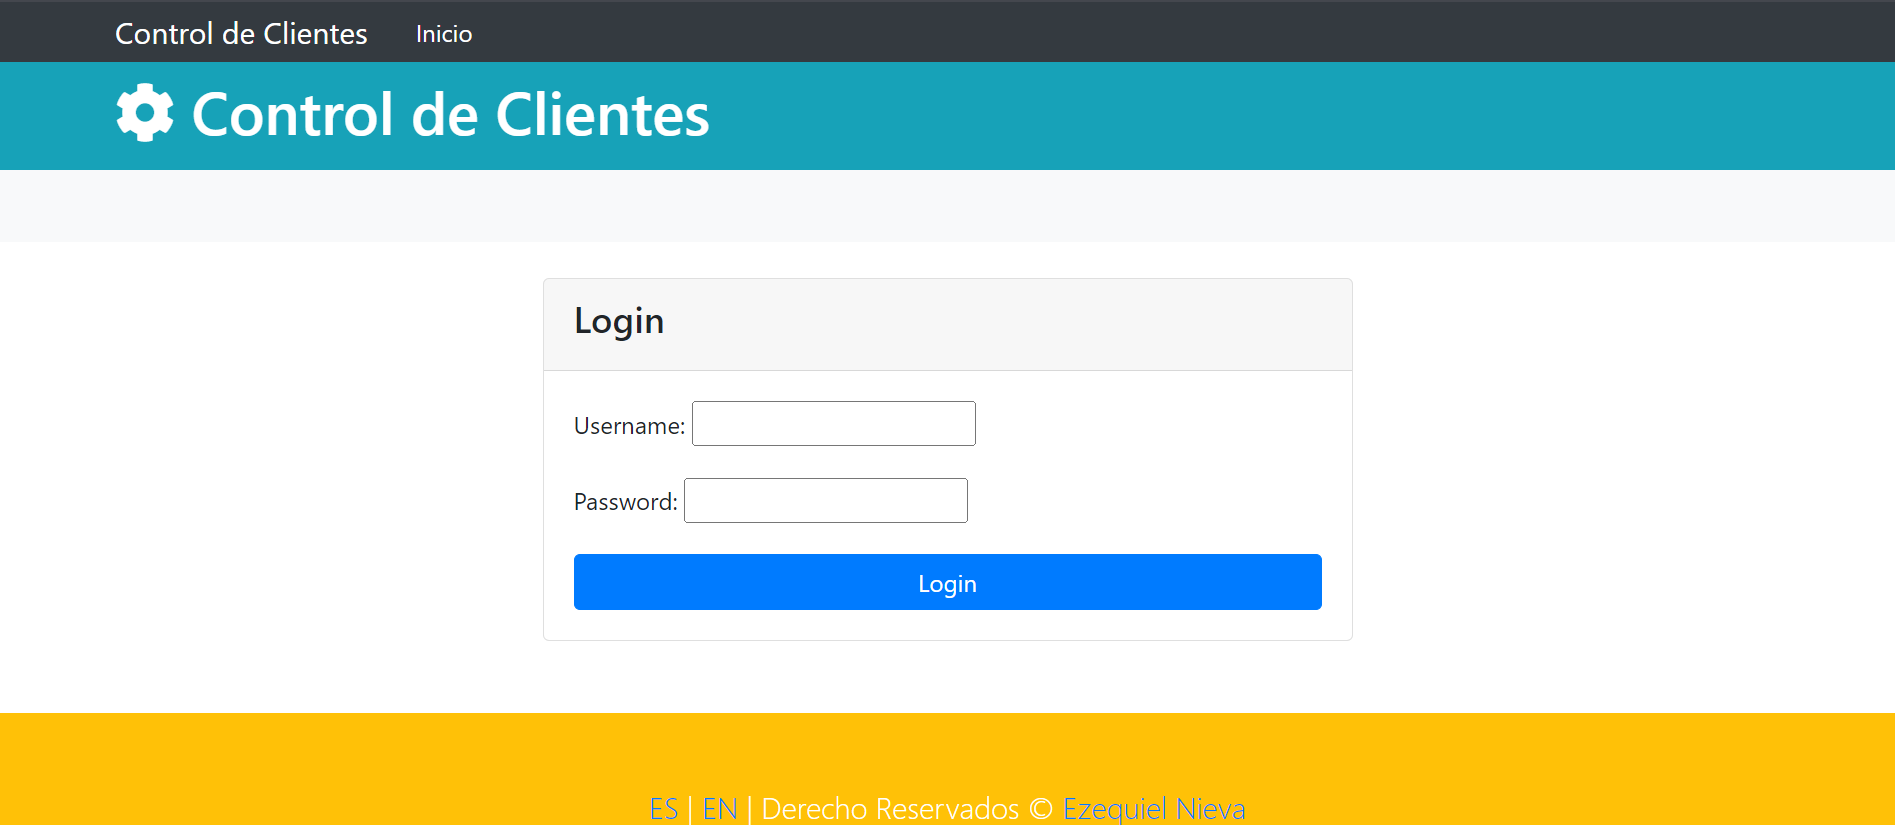 Control de Clientes Inicio
Control de Clientes
Login
Username:
Password:
Login
ES | EN | Derecho Reservados © Ezequiel Nieva